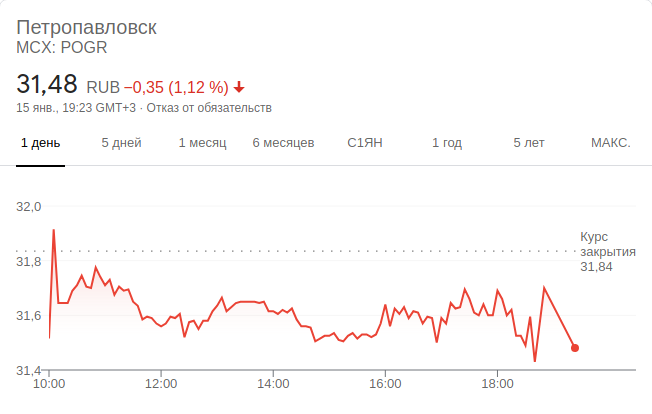 Петропавловск
MCX: POGR
31,48 RUB −0,35 (1,12 %)
15 янв., 19:23 GMT+3 · Отказ от обязательств
1 день 5 дней 1 месяц 6 месяцев С1ЯН 1 год 5 лет МАКС.
32,0
31,8
31,6
31,4
Курс
закрытия
31,84
10:00 12:00 14:00 16:00 18:00